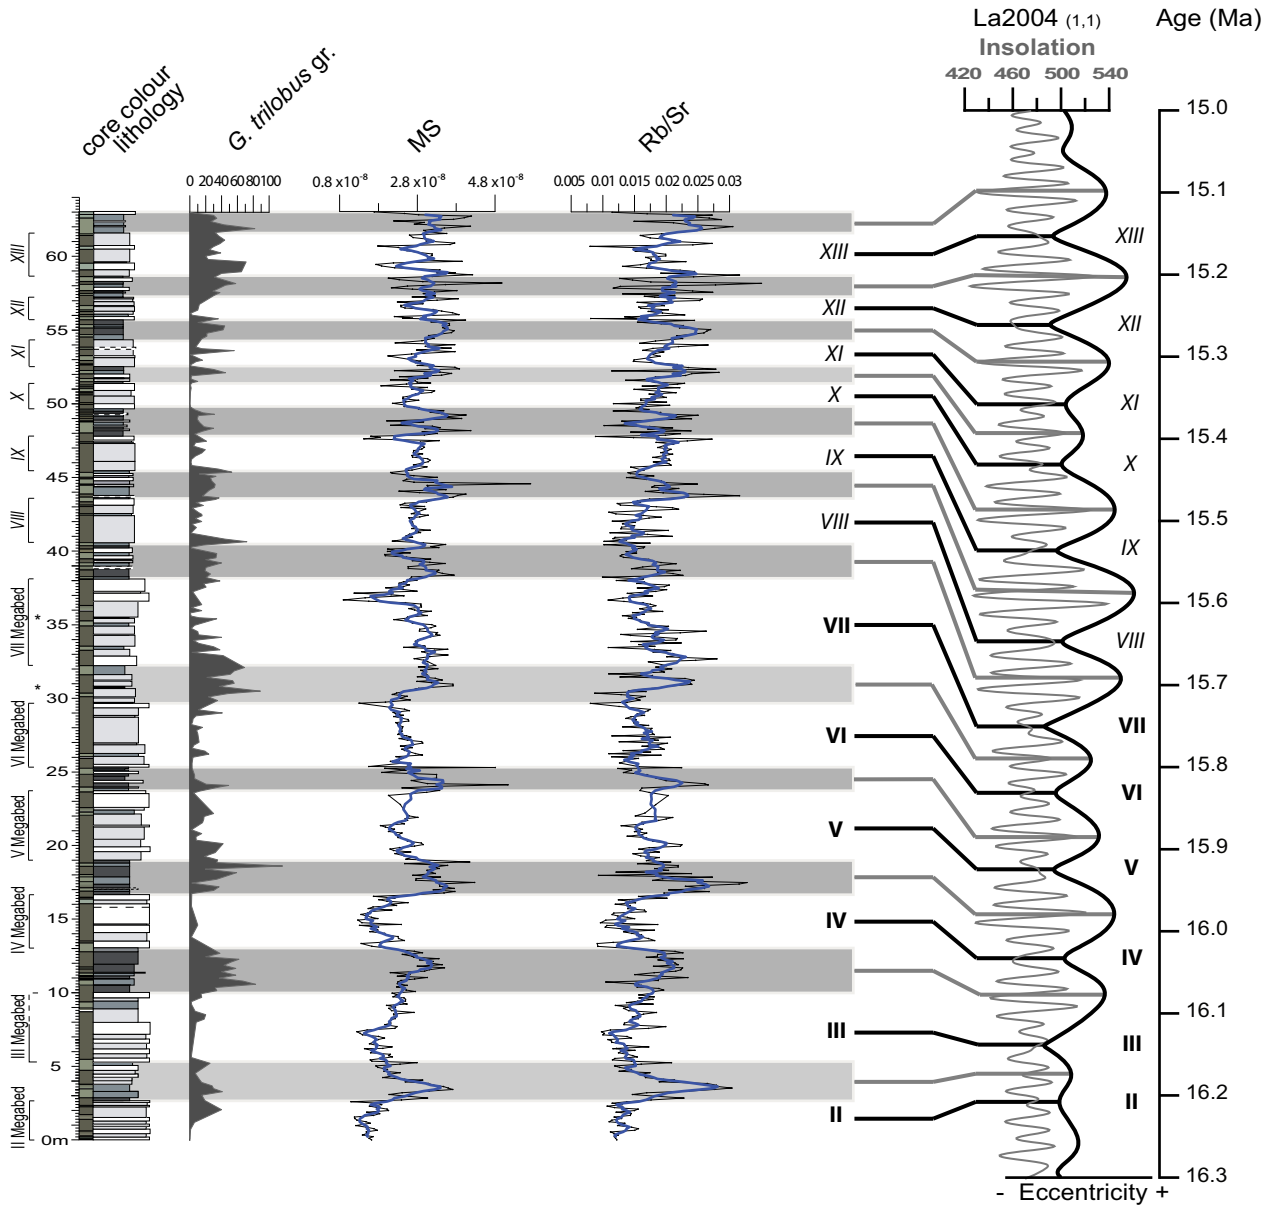 La2004 (1,1)
Age (Ma)
Insolation
420 460 500 540
core colour
lithology
G. trilobus gr.
MS
Rb/Sr
0 20 40 60 80 100
0.8 x10-8 2.8 x10-8 4.8 x10-8
0.005 0.01 0.015 0.02 0.025 0.03
15.0
15.1
15.2
15.3
15.4
15.5
15.6
15.7
15.8
15.9
16.0
16.1
16.2
16.3
60
55
50
45
40
35
30
25
20
15
10
5
0m
XIII
XII
XI
X
IX
VIII
VII Megabed
*
*
VI Megabed
V Megabed
IV Megabed
III Megabed
II Megabed
XIII
XII
XI
X
IX
VIII
VII
VI
V
IV
III
II
XIII
XII
XI
X
IX
VIII
VII
VI
V
IV
III
II
- Eccentricity +